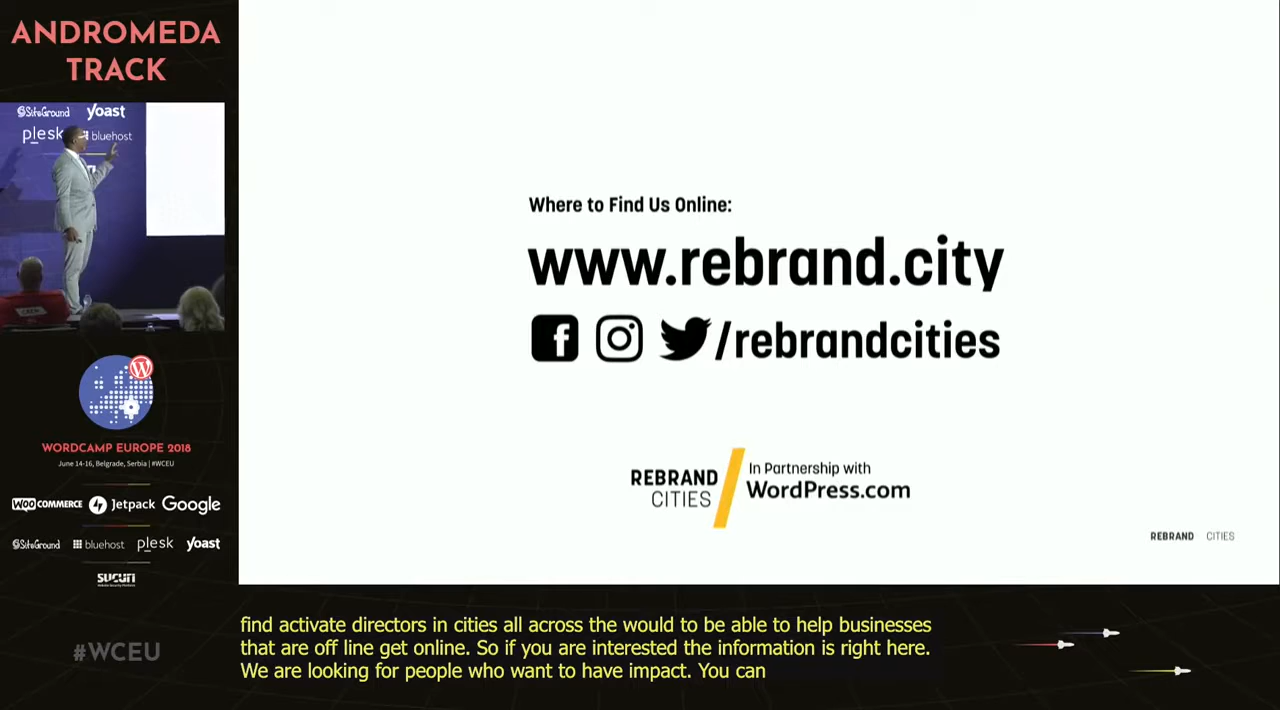 ANDROMEDA
TRACK
SiteGround yoast
plesk bluehost
Where to Find Us Online:
www.rebrand.city
/rebrandcities
REBRAND
CITIES
In Partnership with
WordPress.com
REBRAND CITIES
WORDCAMP EUROPE 2018
June 14-16, Belgrade, Serbia | #WCEU
WOO COMMERCE Jetpack Google
SiteGround bluehost plesk yoast
sucuri
#WCEU
find activate directors in cities all across the would to be able to help businesses
that are off line get online. So if you are interested the information is right here.
We are looking for people who want to have impact. You can